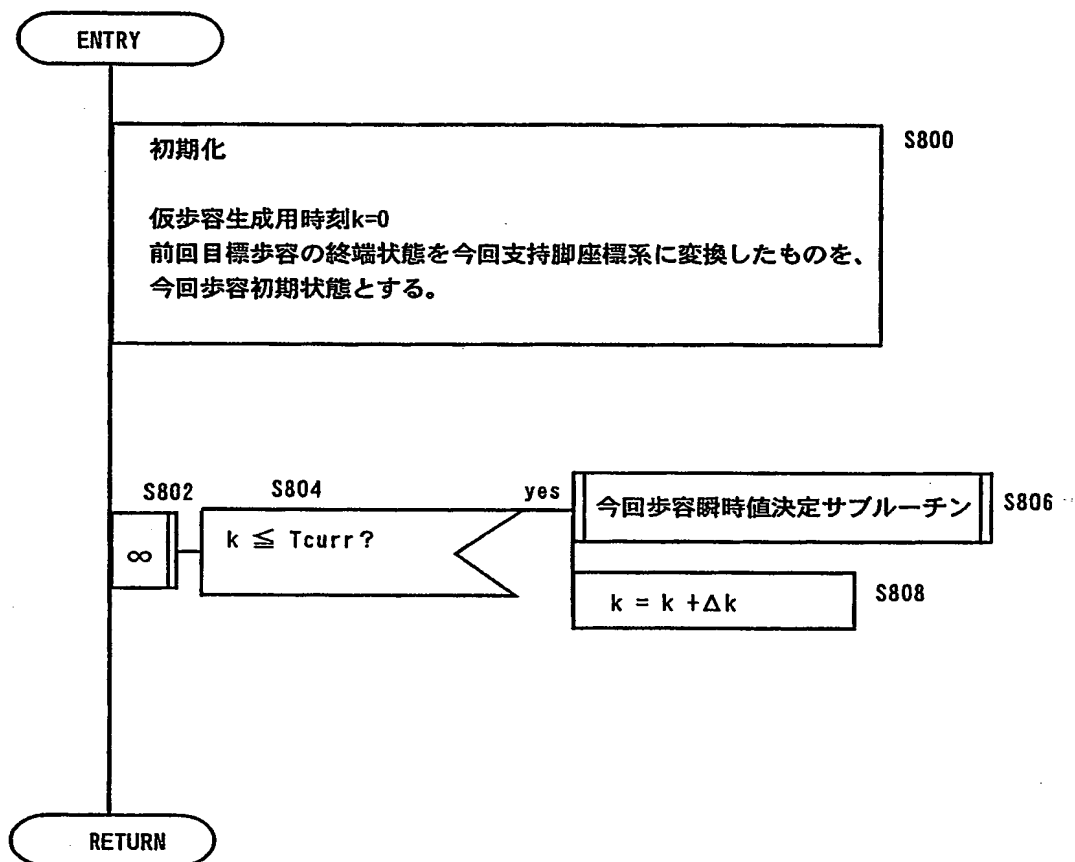 ENTRY
S800
初期化
仮歩容生成用時刻k=0
前回目標歩容の終端状態を今回支持脚座標系に変換したものを、
今回歩容初期状態とする。
S802
S804
yes
∞
k ≦ Tcurr?
今回歩容瞬時値決定サブルーチン
S806
k = k +Δk
S808
RETURN